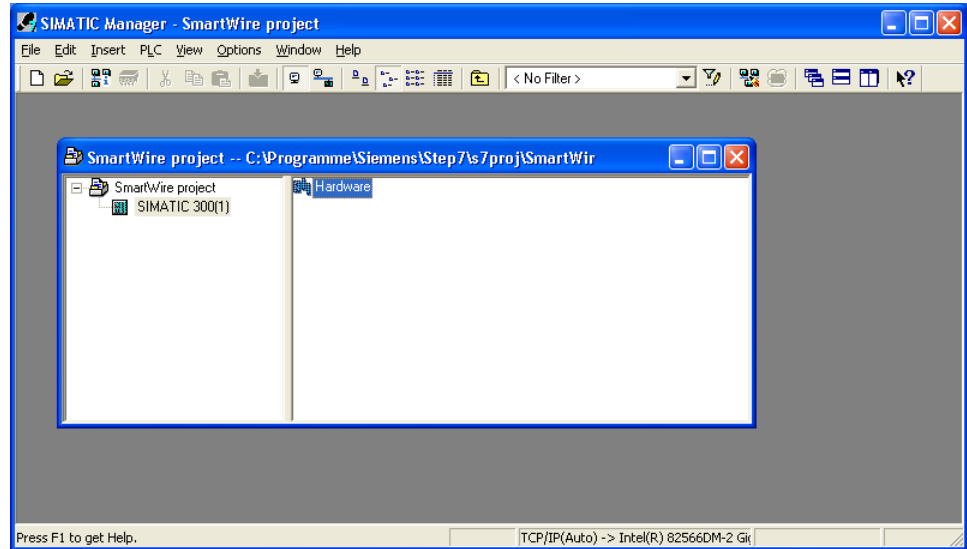 SIMATIC Manager - SmartWire project
File Edit Insert PLC View Options Window Help
< No Filter >
SmartWire project -- C:\Programme\Siemens\Step7\s7proj\SmartWir
SmartWire project
SIMATIC 300(1)
Hardware
Press F1 to get Help.
TCP/IP(Auto) -> Intel(R) 82566DM-2 Gi